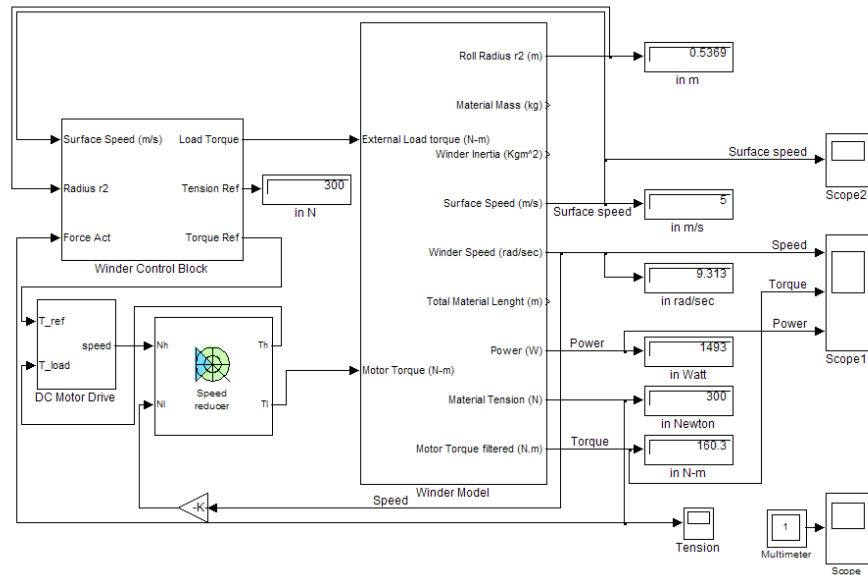 Roll Radius r2 (m)
0.5369
in m
Material Mass (kg)
Surface Speed (m/s)
Load Torque
External Load torque (N-m)
Winder Inertia (Kgm^2)
Surface speed
Scope2
Radius r2
Tension Ref
300
in N
Surface Speed (m/s)
Surface speed
5
in m/s
Force Act
Torque Ref
Winder Control Block
Winder Speed (rad/sec)
Speed
9.313
in rad/sec
Torque
Total Material Lenght (m)
T_ref
speed
T_load
DC Motor Drive
Nh
Th
Nl
Tl
Speed
reducer
Power
Power (W)
Power
1493
in Watt
Scope1
Motor Torque (N-m)
Material Tension (N)
300
in Newton
Motor Torque filtered (N.m)
Torque
160.3
in N-m
Winder Model
Speed
-K
Tension
1
Multimeter
Scope